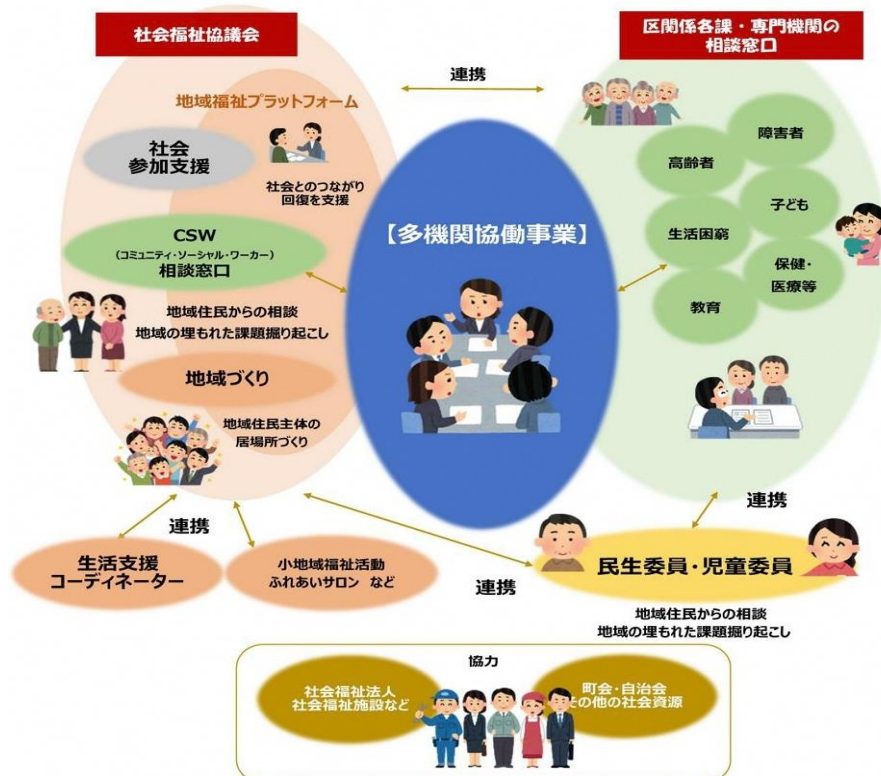 社会福祉協議会
区関係各課・専門機関の
相談窓口
連携
地域福祉プラットフォーム
社会
参加支援
社会とのつながり
回復を支援
CSW
(コミュニティ・ソーシャル・ワーカー)
相談窓口
地域住民からの相談
地域の埋もれた課題掘り起こし
地域づくり
地域住民主体の
居場所づくり
【多機関協働事業】
障害者
高齢者
子ども
生活困窮
保健・
医療等
教育
連携
生活支援
コーディネーター
小地域福祉活動
ふれあいサロン など
連携
連携
民生委員・児童委員
地域住民からの相談
地域の埋もれた課題掘り起こし
協力
社会福祉法人
社会福祉施設など
町会・自治会
その他の社会資源